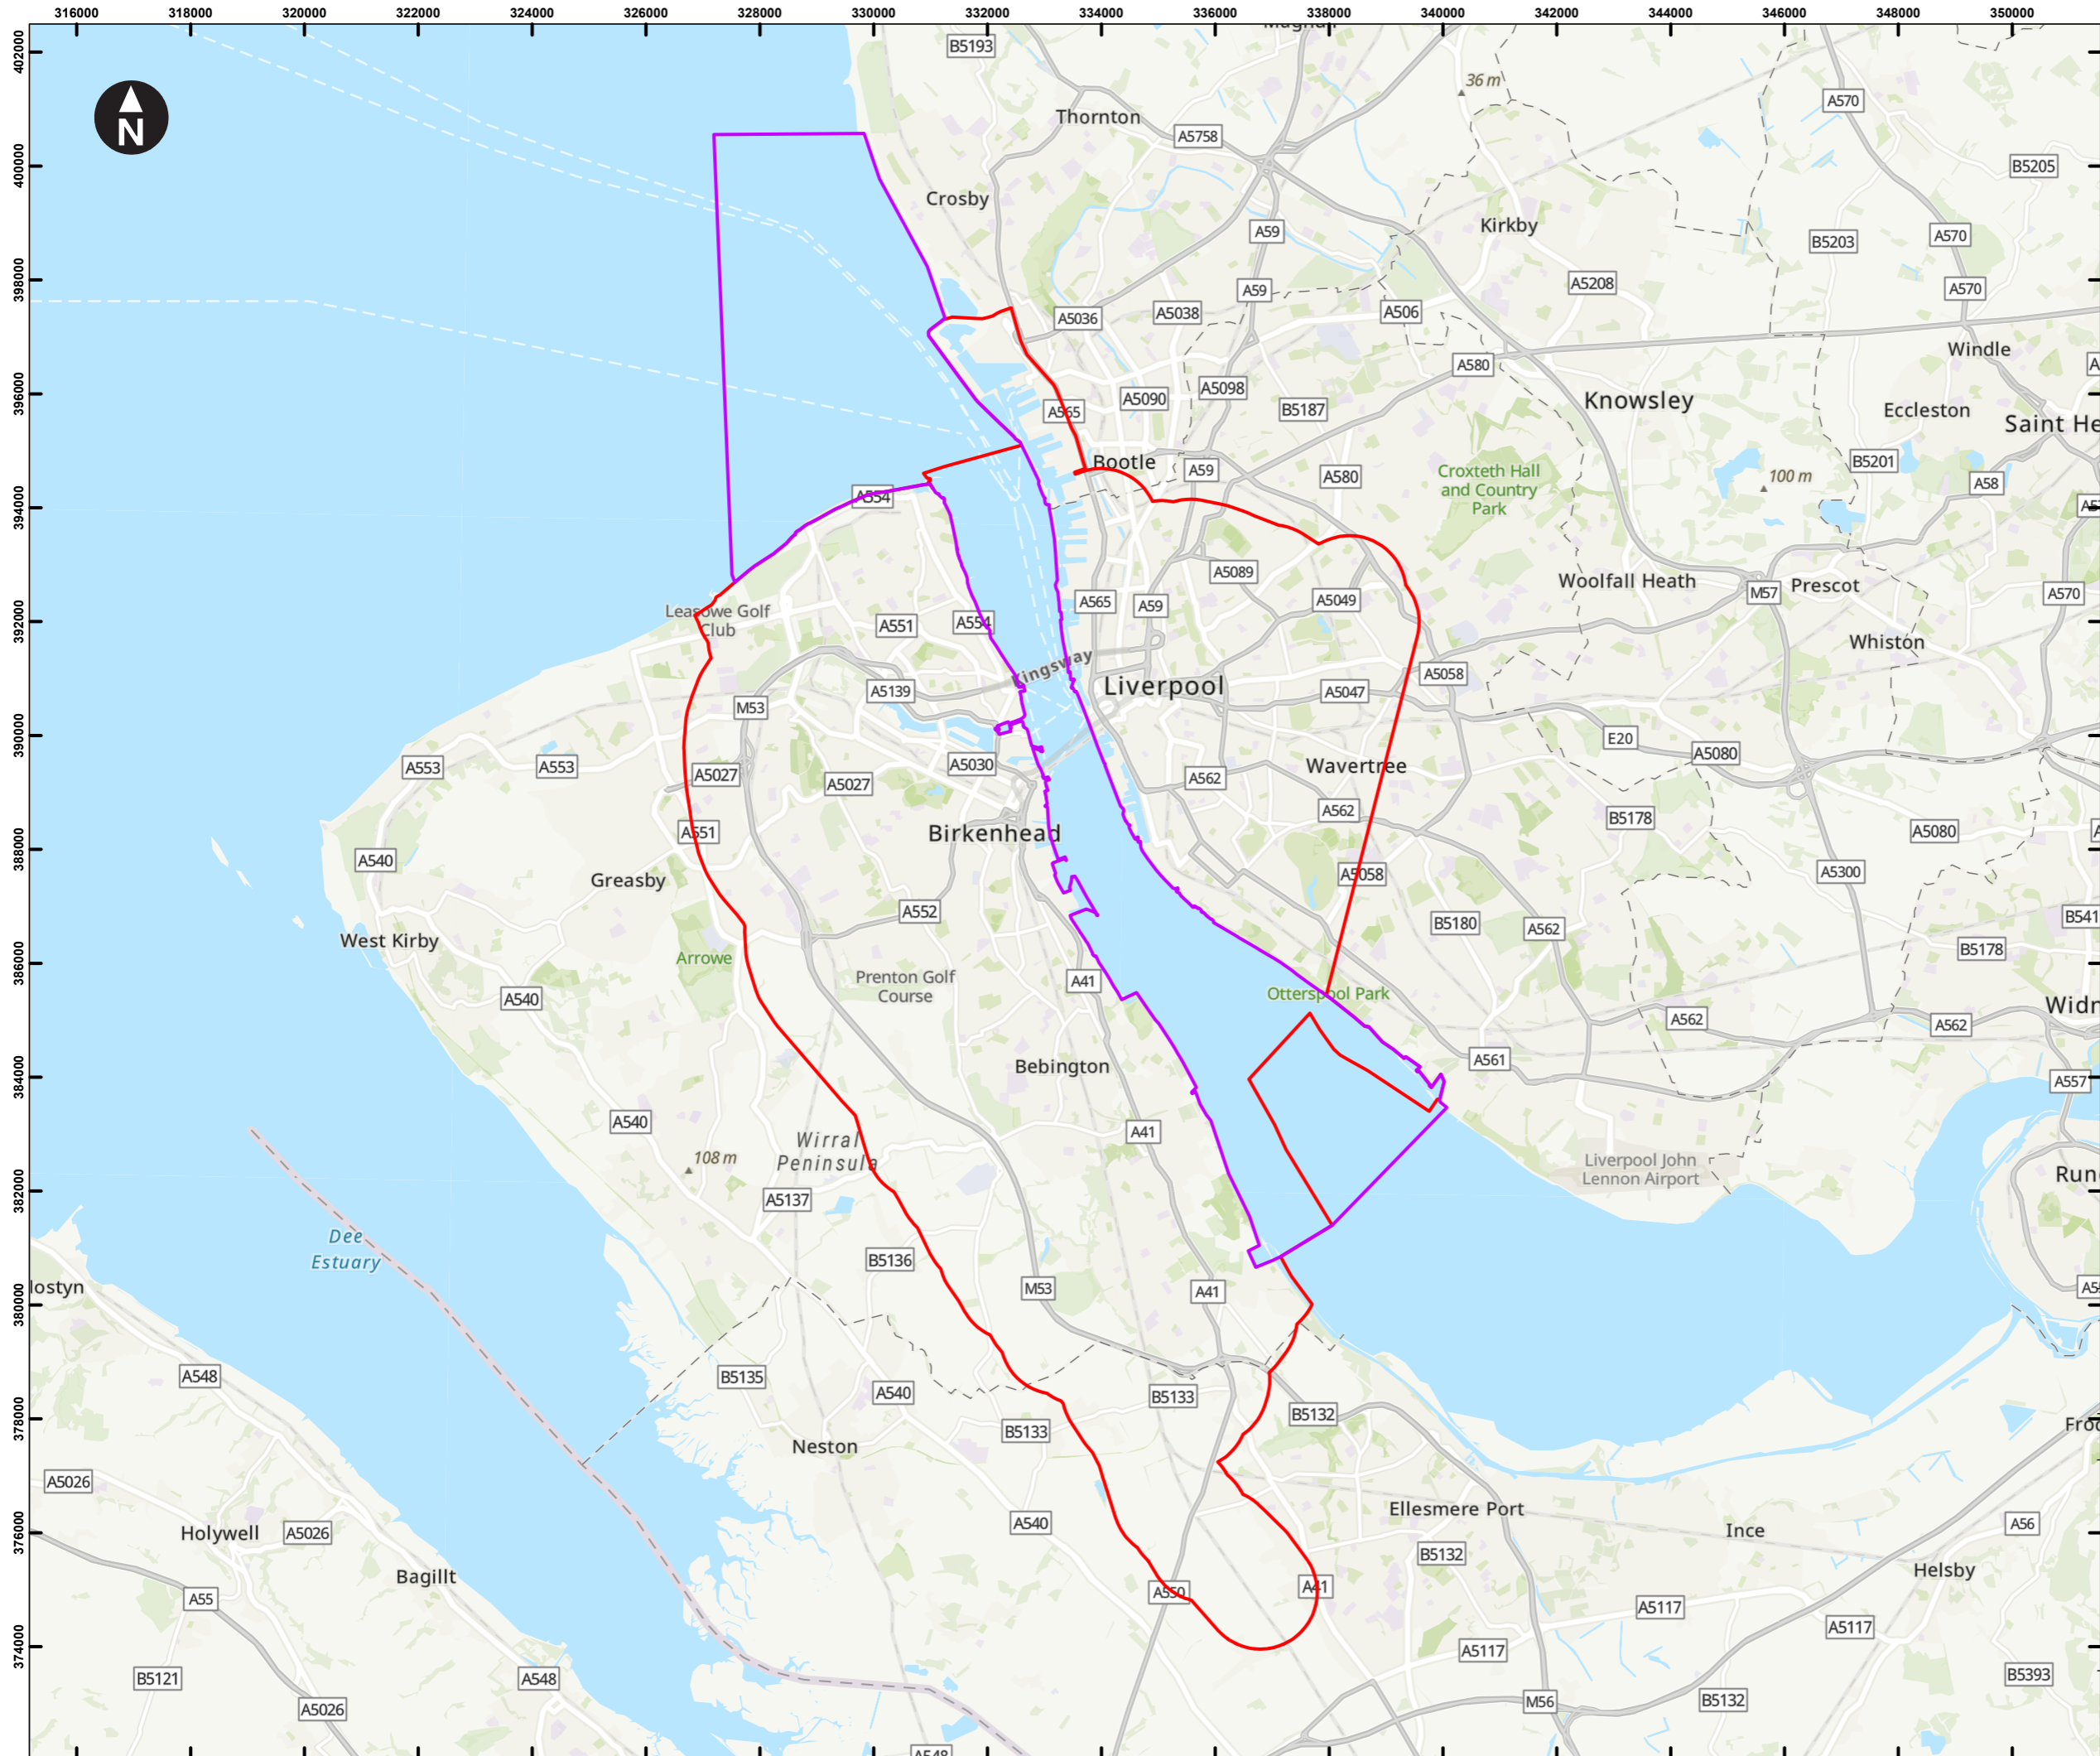 316000 318000 320000 322000 324000 326000 328000 330000 332000 334000 336000 338000 340000 342000 344000 346000 348000 350000
402000
400000
398000
396000
394000
392000
390000
388000
386000
384000
382000
380000
378000
376000
374000
N
B5193
36 m
A570
Thornton
A5758
B5205
Crosby
Kirkby
A59
B5203
A570
A5208
A59
A570
A5036
A5038
A506
Windle
A580
A5098
A5090
Knowsley
B5187
Eccleston
A565
Saint He
Bootle
A59
A580
Croxteth Hall
and Country
Park
B5201
100 m
A58
A554
A5089
Woolfall Heath
Prescot
M57
A570
A565
A59
A5049
Leasowe Golf
Club
A551
A554
Whiston
Kingsway
Liverpool
A5058
A5139
A5047
M53
E20
A5080
A553
A553
A5027
A5027
A5030
A562
Wavertree
A562
B5178
A551
Birkenhead
A5080
A540
Greasby
A5058
A5300
A552
B5180
A562
B541
West Kirby
Arrowe
B5178
Prenton Golf
Course
A41
Otterspool Park
A540
A562
A562
Widn
Bebington
A561
A557
A540
A41
Wirral
Peninsula
108 m
Liverpool John
Lennon Airport
Run
A5137
Dee
Estuary
B5136
M53
A41
lostyn
A548
B5135
A540
B5133
B5132
B5133
Neston
Frod
A5026
Holywell
A5026
A540
Ellesmere Port
Ince
A56
B5132
Helsby
Bagillt
A55
A550
A41
A5117
A5117
A5117
B5121
A548
B5393
A5026
M56
B5132
A548